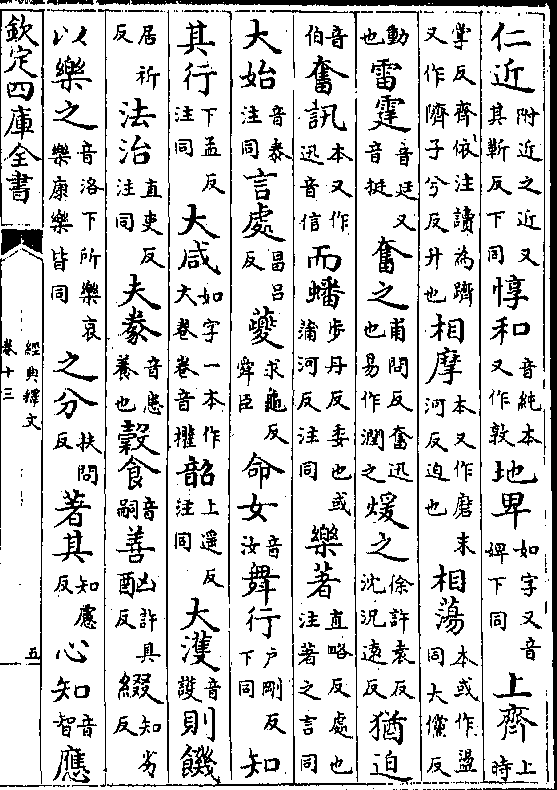 仁近附近之近又其靳反下同惇和音純本又作敦地卑如字又音婢下同上齊上時
掌反齊依注讀為躋又作隮子兮反升也相摩本又作磨末河反迫也相蕩本或作盪同大儻反
動也雷霆音廷又音挺奮之甫問反奮迅也易作潤之煖之徐許袁反沈況遠反猶迫
音伯奮訊本又作迅音信而蟠步丹反委也或蒲河反注同樂著直略反處也注著之言同
大始音泰注同言處昌呂反夔求龜反舜臣命女音汝舞行戶剛反下同知
其行下孟反注同大咸如字一本作大卷卷音權韶上遥反注同大濩音護則饑
居祈反法治直吏反注同夫豢音患養也穀食音嗣善酗許具反綴知劣反
以樂之音洛下所樂哀樂康樂皆同之分扶問反著其知慮反心知音智應
欽定四庫全書
經典釋文
卷十三
五